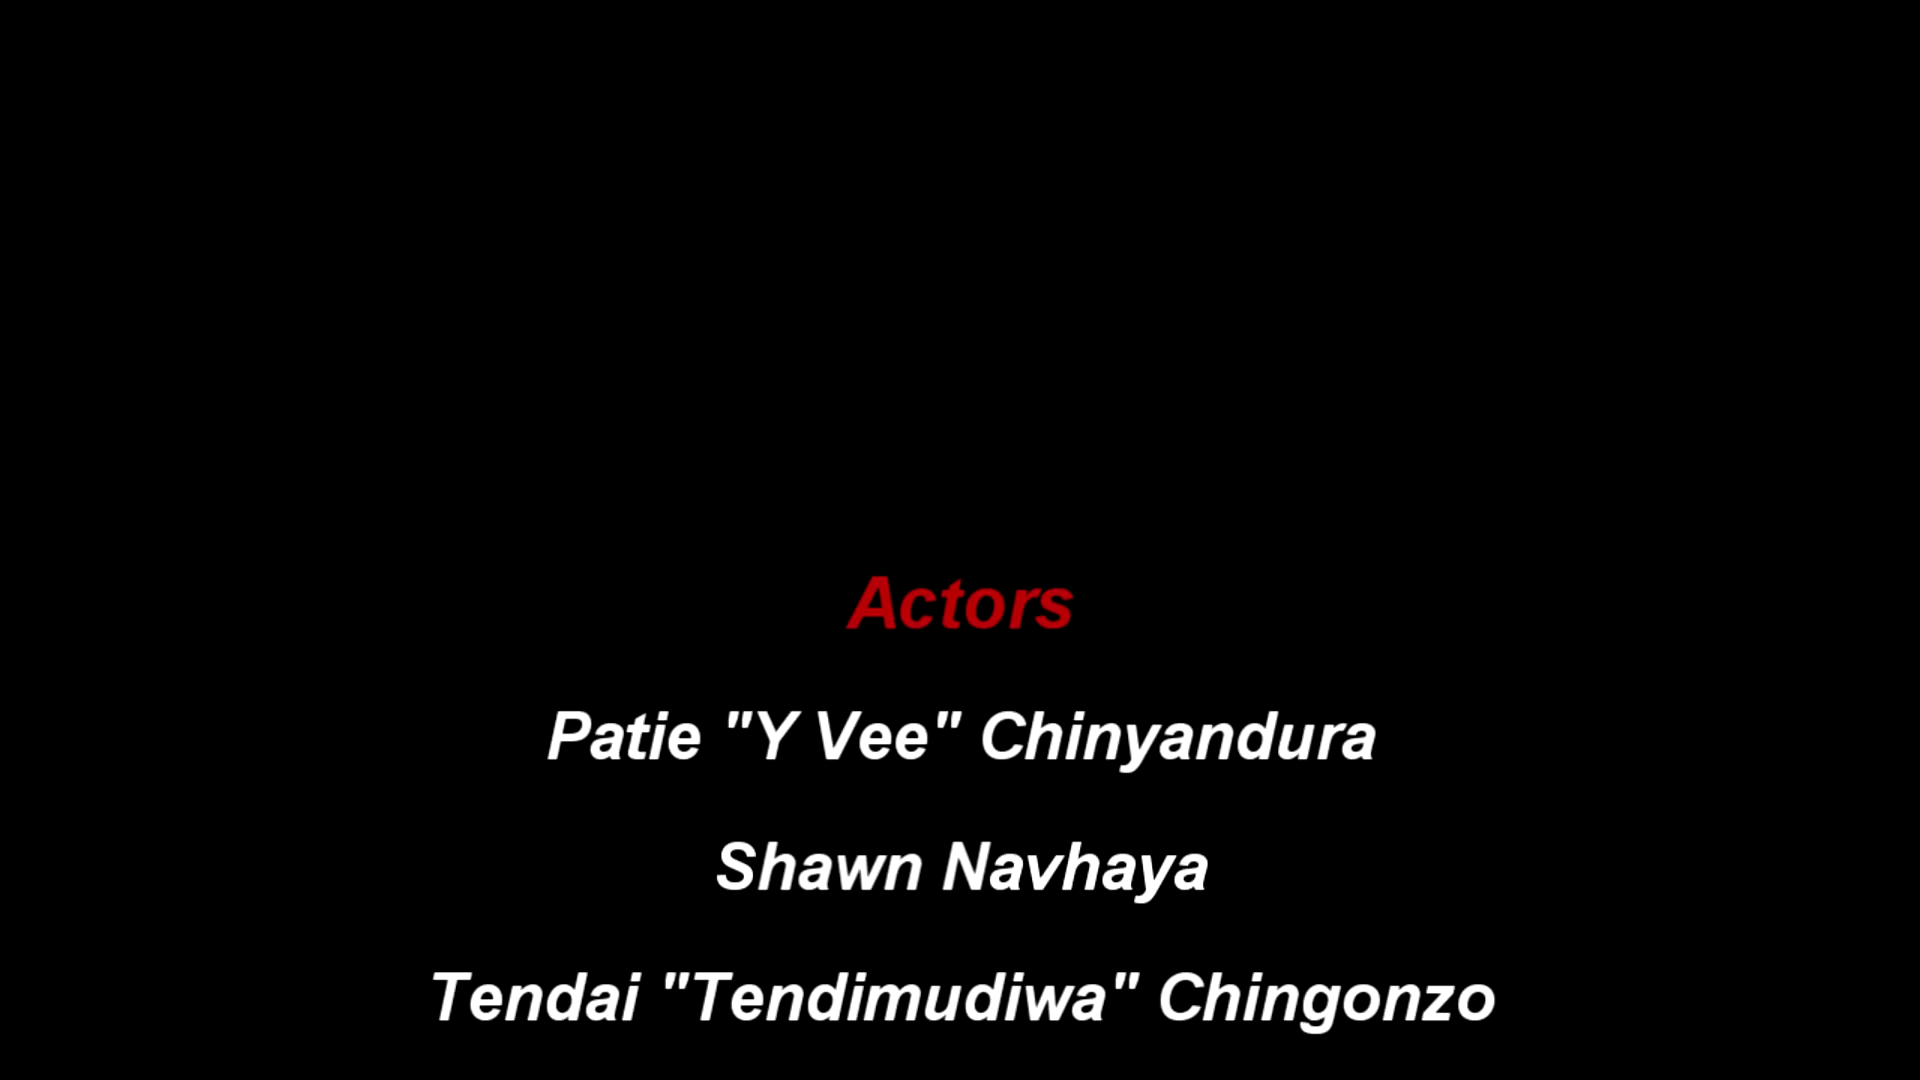 Actors
Patie "Y Vee" Chinyandura
Shawn Navhaya
Tendai "Tendimudiwa" Chingonzo